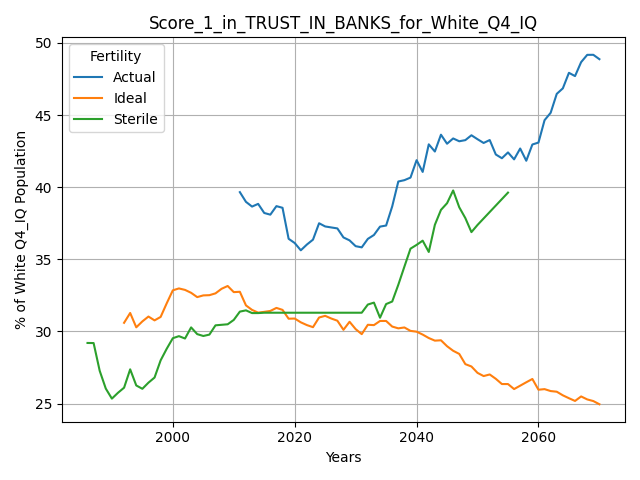 Score_1_in_TRUST_IN_BANKS_for_White_Q4_IQ
Fertility
Actual
Ideal
Sterile
% of White Q4_IQ Population
50
45
40
35
30
25
2000
2020
2040
2060
Years